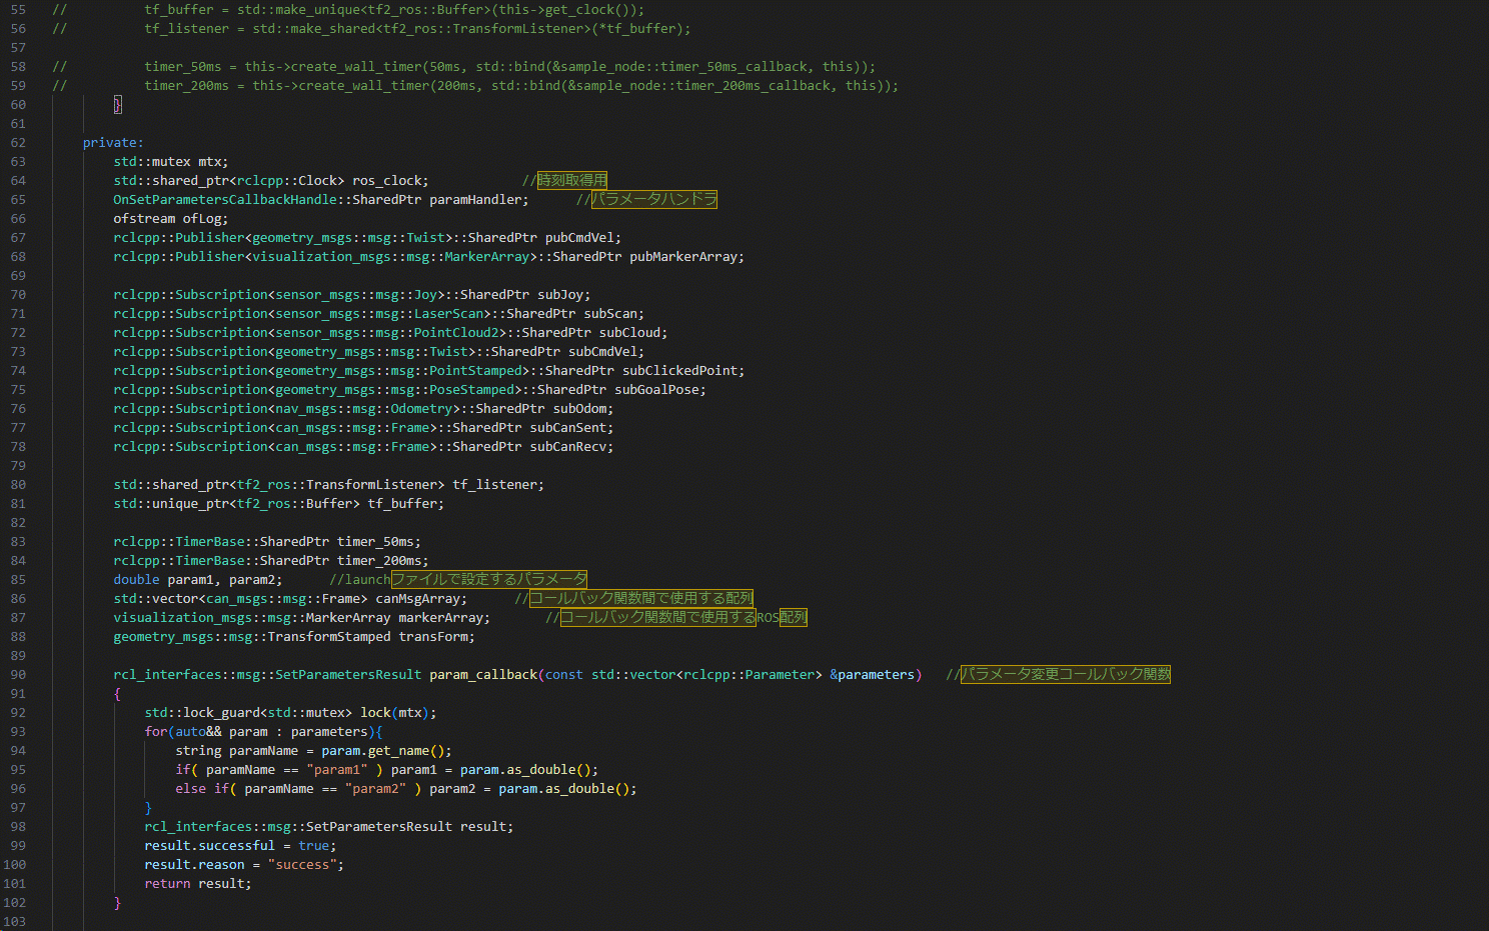 55 // tf_buffer = std::make_unique<tf2_ros::Buffer>(this->get_clock());
56 // tf_listener = std::make_shared<tf2_ros::TransformListener>(*tf_buffer);
57
58 // timer_50ms = this->create_wall_timer(50ms, std::bind(&sample_node::timer_50ms_callback, this));
59 // timer_200ms = this->create_wall_timer(200ms, std::bind(&sample_node::timer_200ms_callback, this));
60 }
61
62 private:
63 std::mutex mtx;
64 std::shared_ptr<rclcpp::Clock> ros_clock; //時刻取得用
65 OnSetParametersCallbackHandle::SharedPtr paramHandler; //パラメータハンドラ
66 ofstream ofLog;
67 rclcpp::Publisher<geometry_msgs::msg::Twist>::SharedPtr pubCmdVel;
68 rclcpp::Publisher<visualization_msgs::msg::MarkerArray>::SharedPtr pubMarkerArray;
69
70 rclcpp::Subscription<sensor_msgs::msg::Joy>::SharedPtr subJoy;
71 rclcpp::Subscription<sensor_msgs::msg::LaserScan>::SharedPtr subScan;
72 rclcpp::Subscription<sensor_msgs::msg::PointCloud2>::SharedPtr subCloud;
73 rclcpp::Subscription<geometry_msgs::msg::Twist>::SharedPtr subCmdVel;
74 rclcpp::Subscription<geometry_msgs::msg::PointStamped>::SharedPtr subClickedPoint;
75 rclcpp::Subscription<geometry_msgs::msg::PoseStamped>::SharedPtr subGoalPose;
76 rclcpp::Subscription<nav_msgs::msg::Odometry>::SharedPtr subOdom;
77 rclcpp::Subscription<can_msgs::msg::Frame>::SharedPtr subCanSent;
78 rclcpp::Subscription<can_msgs::msg::Frame>::SharedPtr subCanRecv;
79
80 std::shared_ptr<tf2_ros::TransformListener> tf_listener;
81 std::unique_ptr<tf2_ros::Buffer> tf_buffer;
82
83 rclcpp::TimerBase::SharedPtr timer_50ms;
84 rclcpp::TimerBase::SharedPtr timer_200ms;
85 double param1, param2; //launchファイルで設定するパラメータ
86 std::vector<can_msgs::msg::Frame> canMsgArray; //コールバック関数間で使用する配列
87 visualization_msgs::msg::MarkerArray markerArray; //コールバック関数間で使用するROS配列
88 geometry_msgs::msg::TransformStamped transForm;
89
90 rcl_interfaces::msg::SetParametersResult param_callback(const std::vector<rclcpp::Parameter> &parameters) //パラメータ変更コールバック関数
91 {
92 std::lock_guard<std::mutex> lock(mtx);
93 for(auto&& param : parameters){
94 string paramName = param.get_name();
95 if( paramName == "param1" ) param1 = param.as_double();
96 else if( paramName == "param2" ) param2 = param.as_double();
97 }
98 rcl_interfaces::msg::SetParametersResult result;
99 result.successful = true;
100 result.reason = "success";
101 return result;
102 }
103